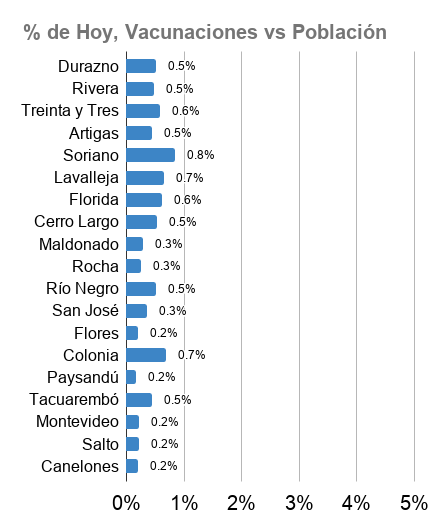 % de Hoy, Vacunaciones vs Población
Durazno 0.5%
Rivera 0.5%
Treinta y Tres 0.6%
Artigas 0.5%
Soriano 0.8%
Lavalleja 0.7%
Florida 0.6%
Cerro Largo 0.5%
Maldonado 0.3%
Rocha 0.3%
Río Negro 0.5%
San José 0.3%
Flores 0.2%
Colonia 0.7%
Paysandú 0.2%
Tacuarembó 0.5%
Montevideo 0.2%
Salto 0.2%
Canelones 0.2%
0% 1% 2% 3% 4% 5%